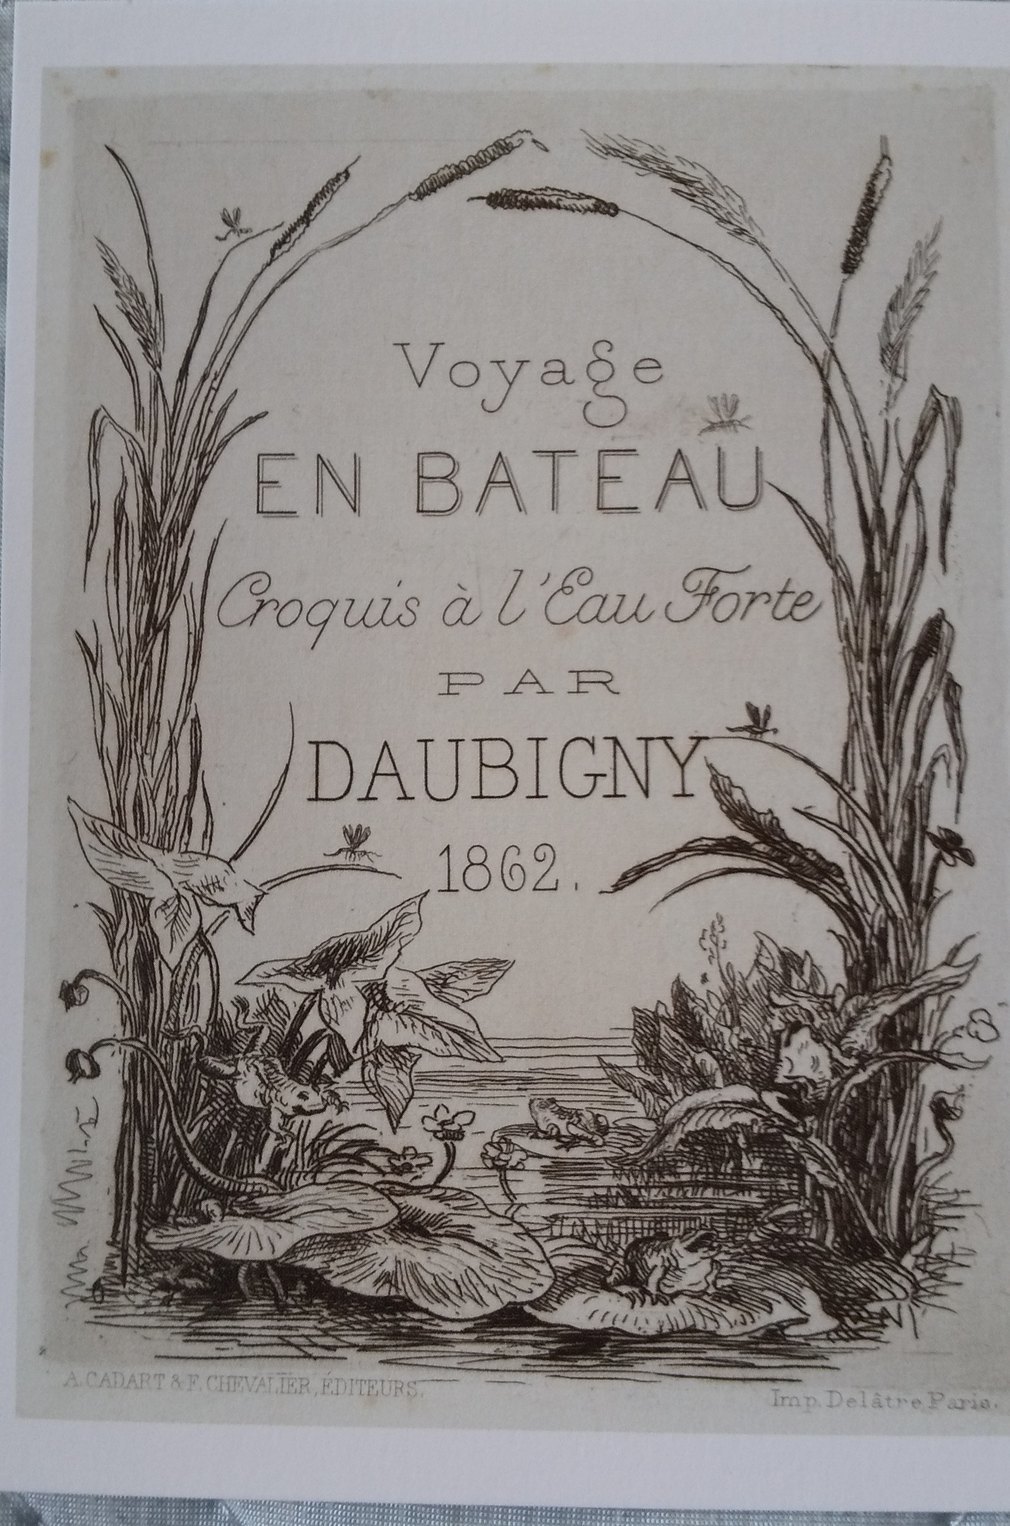 Voyage
EN BATEAU
Croquis à l'Eau Forte
PAR
DAUBIGNY
1862.
A. CADART & F. CHEVALIER, ÉDITEURS.
Imp. Delâtre Paris.